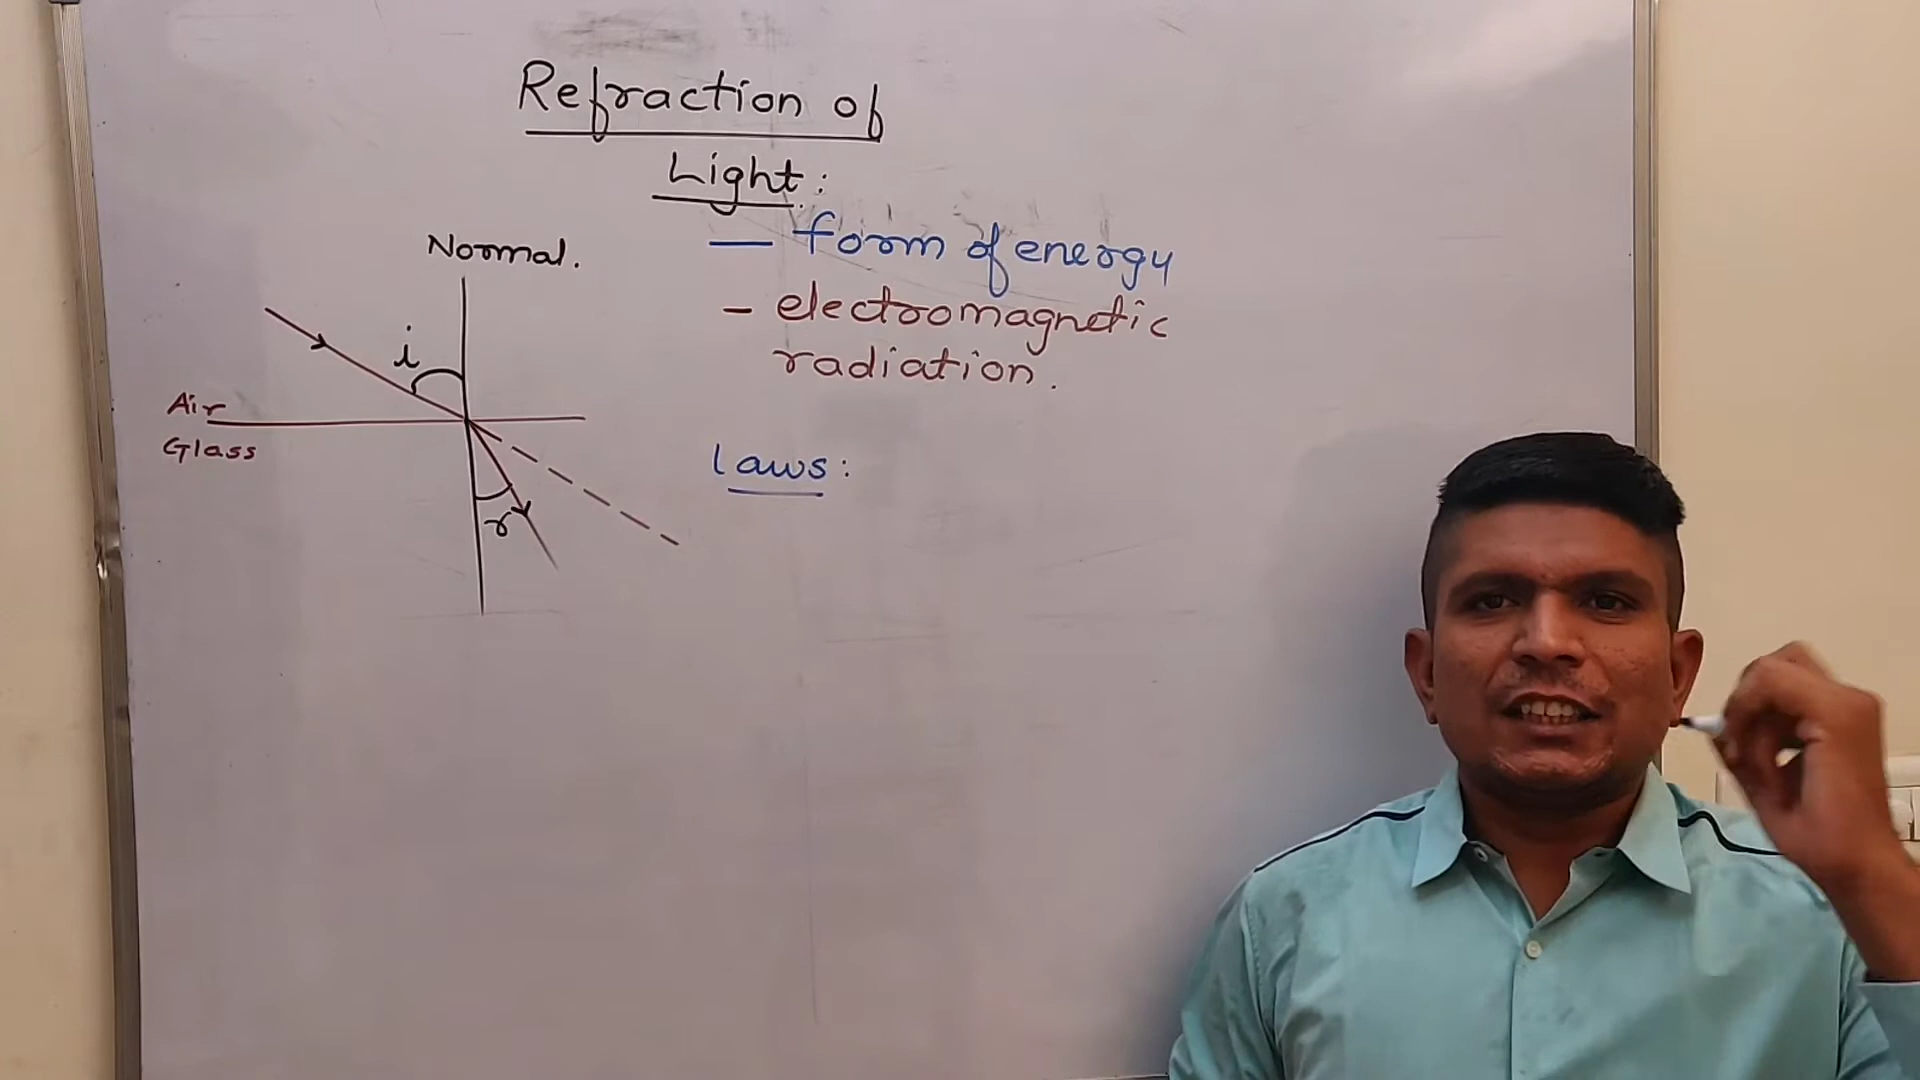 Refraction of
Light:
— form of energy
- electromagnetic
radiation.
Normal.
i
Air
Glass
r
Laws: